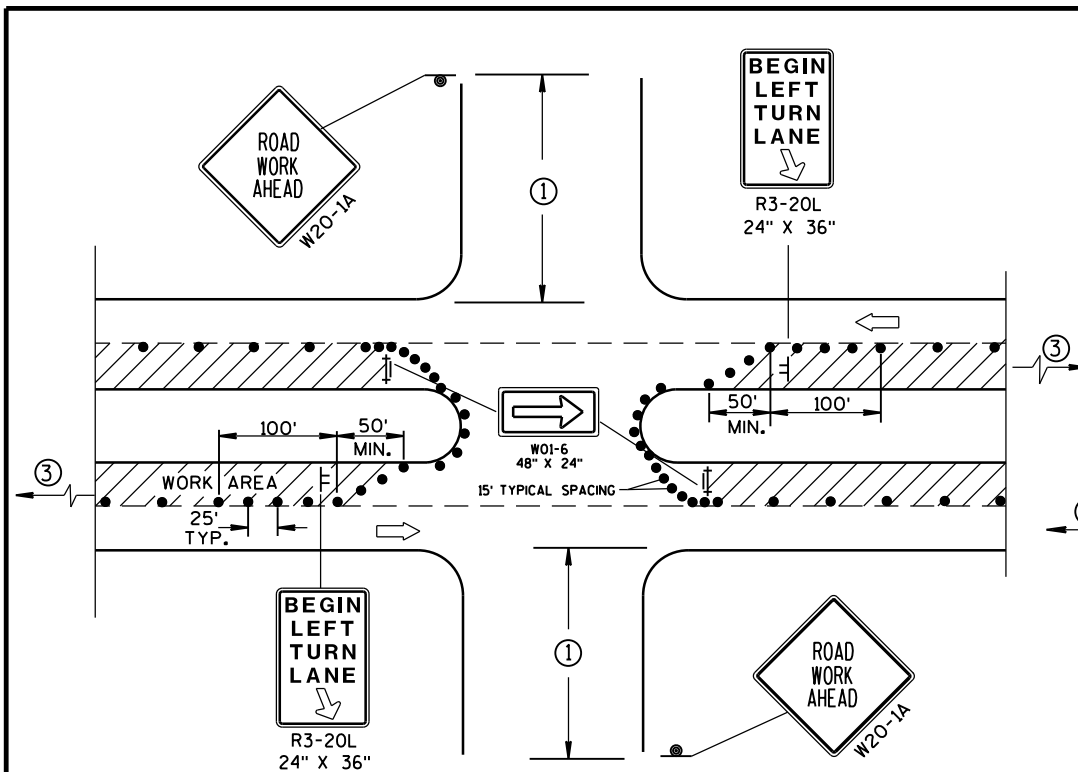 BEGIN
LEFT
TURN
LANE
R3-20L
24" X 36"
ROAD
WORK
AHEAD
W20-1A
1
3
50'
MIN.
100'
100'
50'
MIN.
W01-6
48" X 24"
3
WORK AREA
15' TYPICAL SPACING
25'
TYP.
BEGIN
LEFT
TURN
LANE
R3-20L
24" X 36"
1
ROAD
WORK
AHEAD
W20-1A